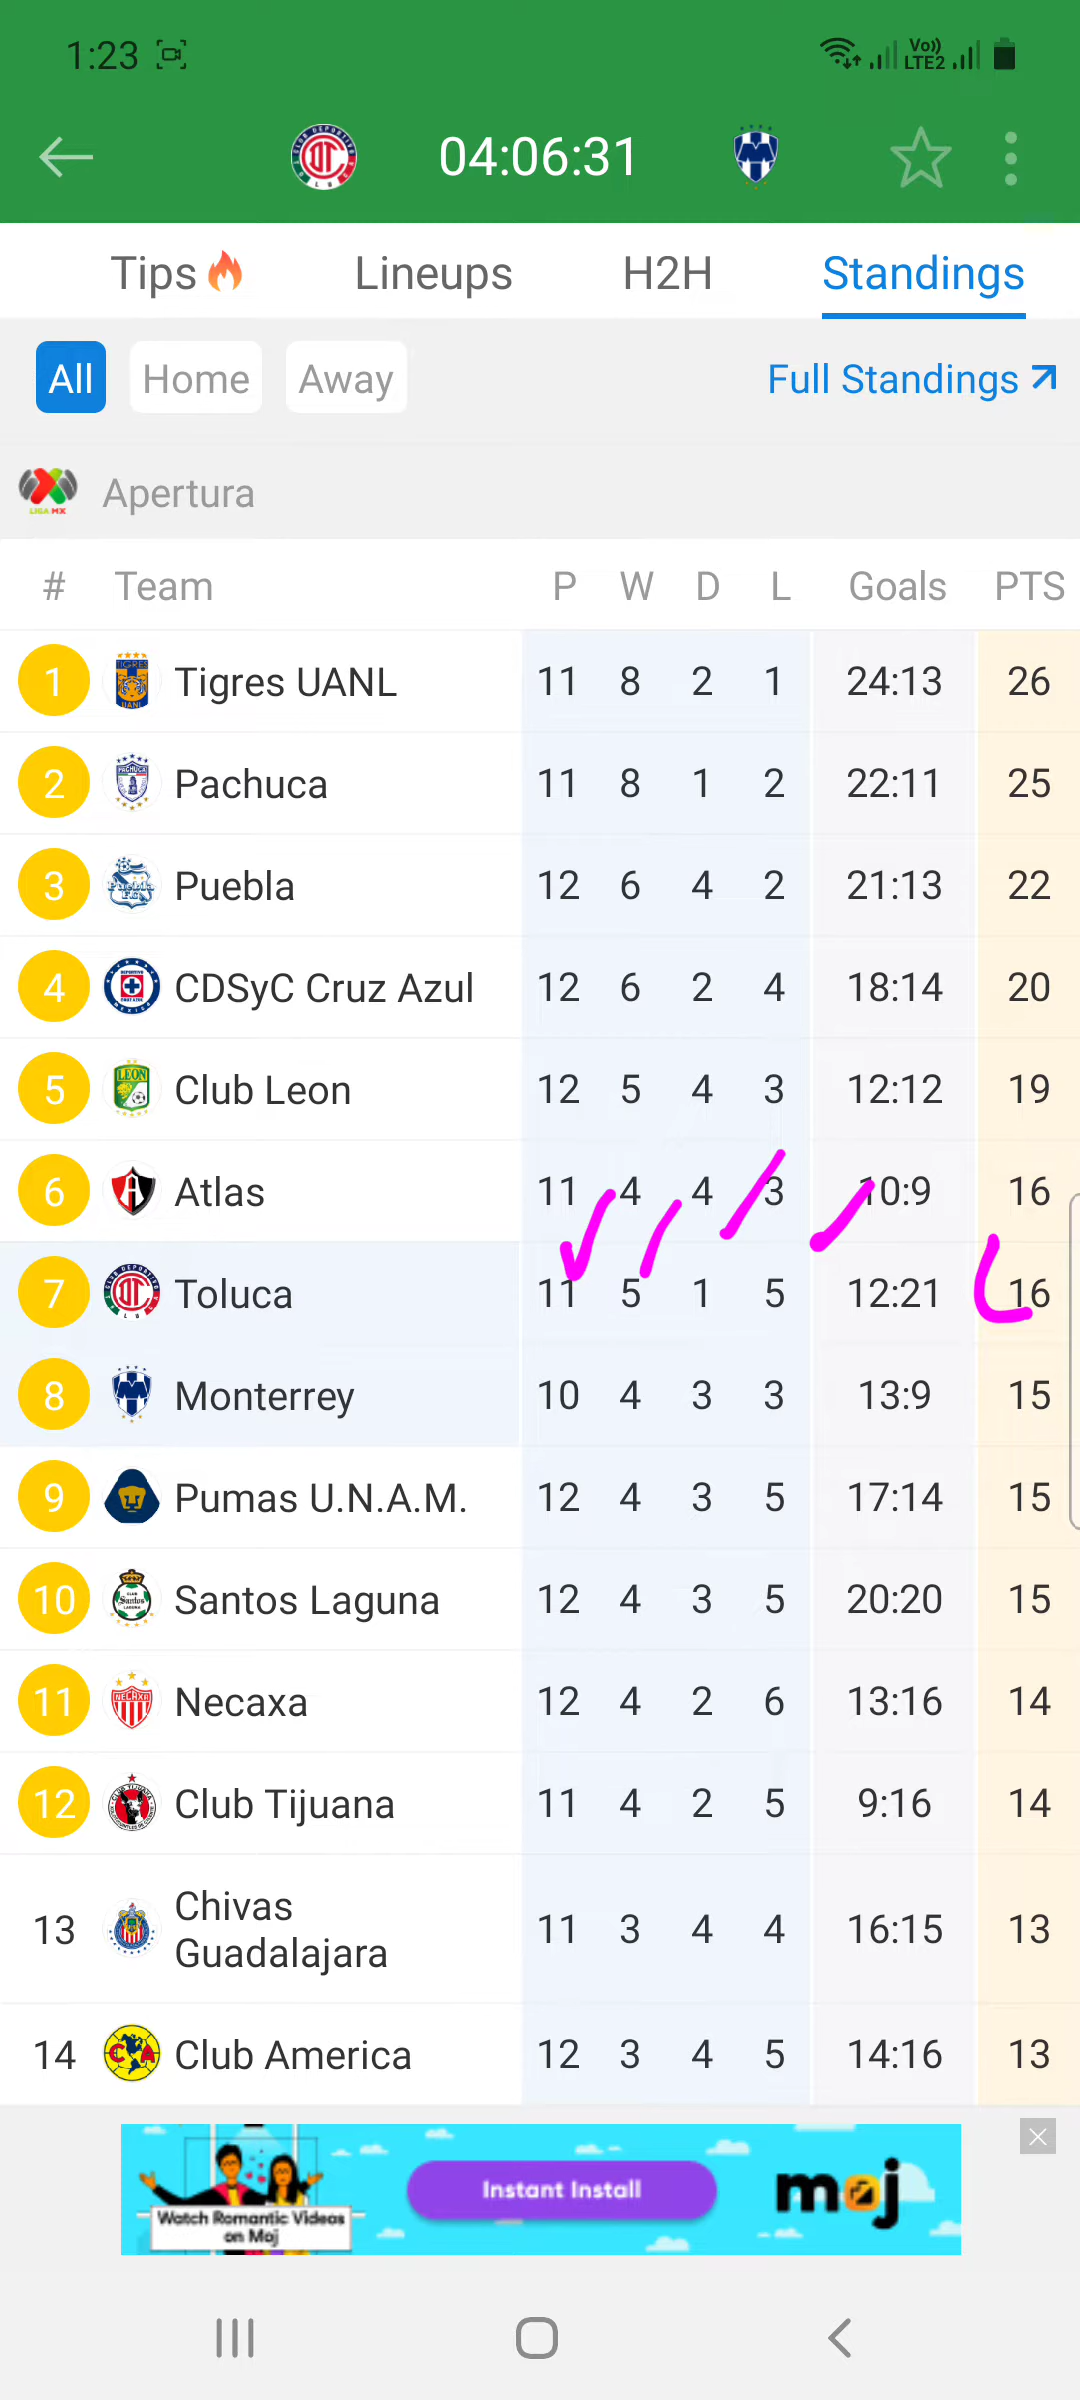 1:23 Vo)) LTE2
04:06:31
Tips Lineups H2H Standings
All Home Away Full Standings
Apertura
# Team P W D L Goals PTS
1 Tigres UANL 11 8 2 1 24:13 26
2 Pachuca 11 8 1 2 22:11 25
3 Puebla 12 6 4 2 21:13 22
4 CDSyC Cruz Azul 12 6 2 4 18:14 20
5 Club Leon 12 5 4 3 12:12 19
6 Atlas 11 4 4 3 10:9 16
7 Toluca 11 5 1 5 12:21 16
8 Monterrey 10 4 3 3 13:9 15
9 Pumas U.N.A.M. 12 4 3 5 17:14 15
10 Santos Laguna 12 4 3 5 20:20 15
11 Necaxa 12 4 2 6 13:16 14
12 Club Tijuana 11 4 2 5 9:16 14
13 Chivas Guadalajara 11 3 4 4 16:15 13
14 Club America 12 3 4 5 14:16 13
Watch Romantic Videos
on Moj
Instant Install
moj